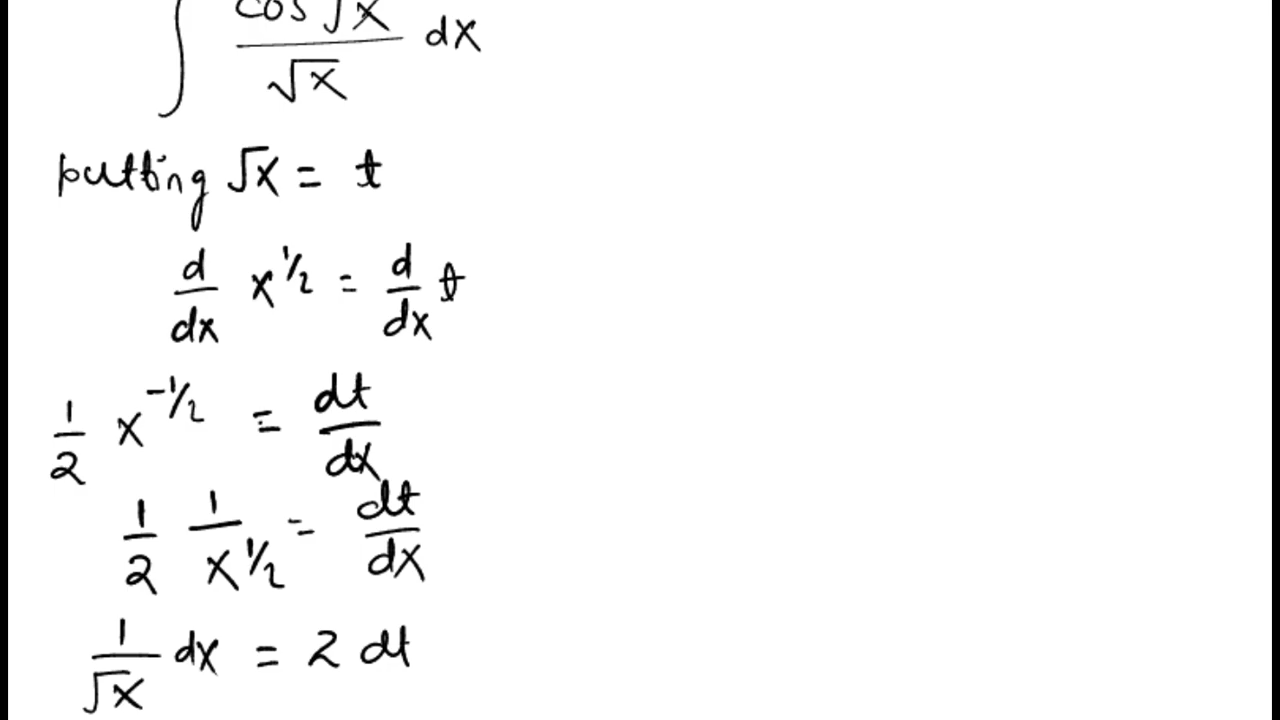 ∫ cos √x / √x dx
putting √x = t
d/dx x^1/2 = d/dx t
1/2 x^-1/2 = dt/dx
1/2 1/x^1/2 = dt/dx
1/√x dx = 2 dt